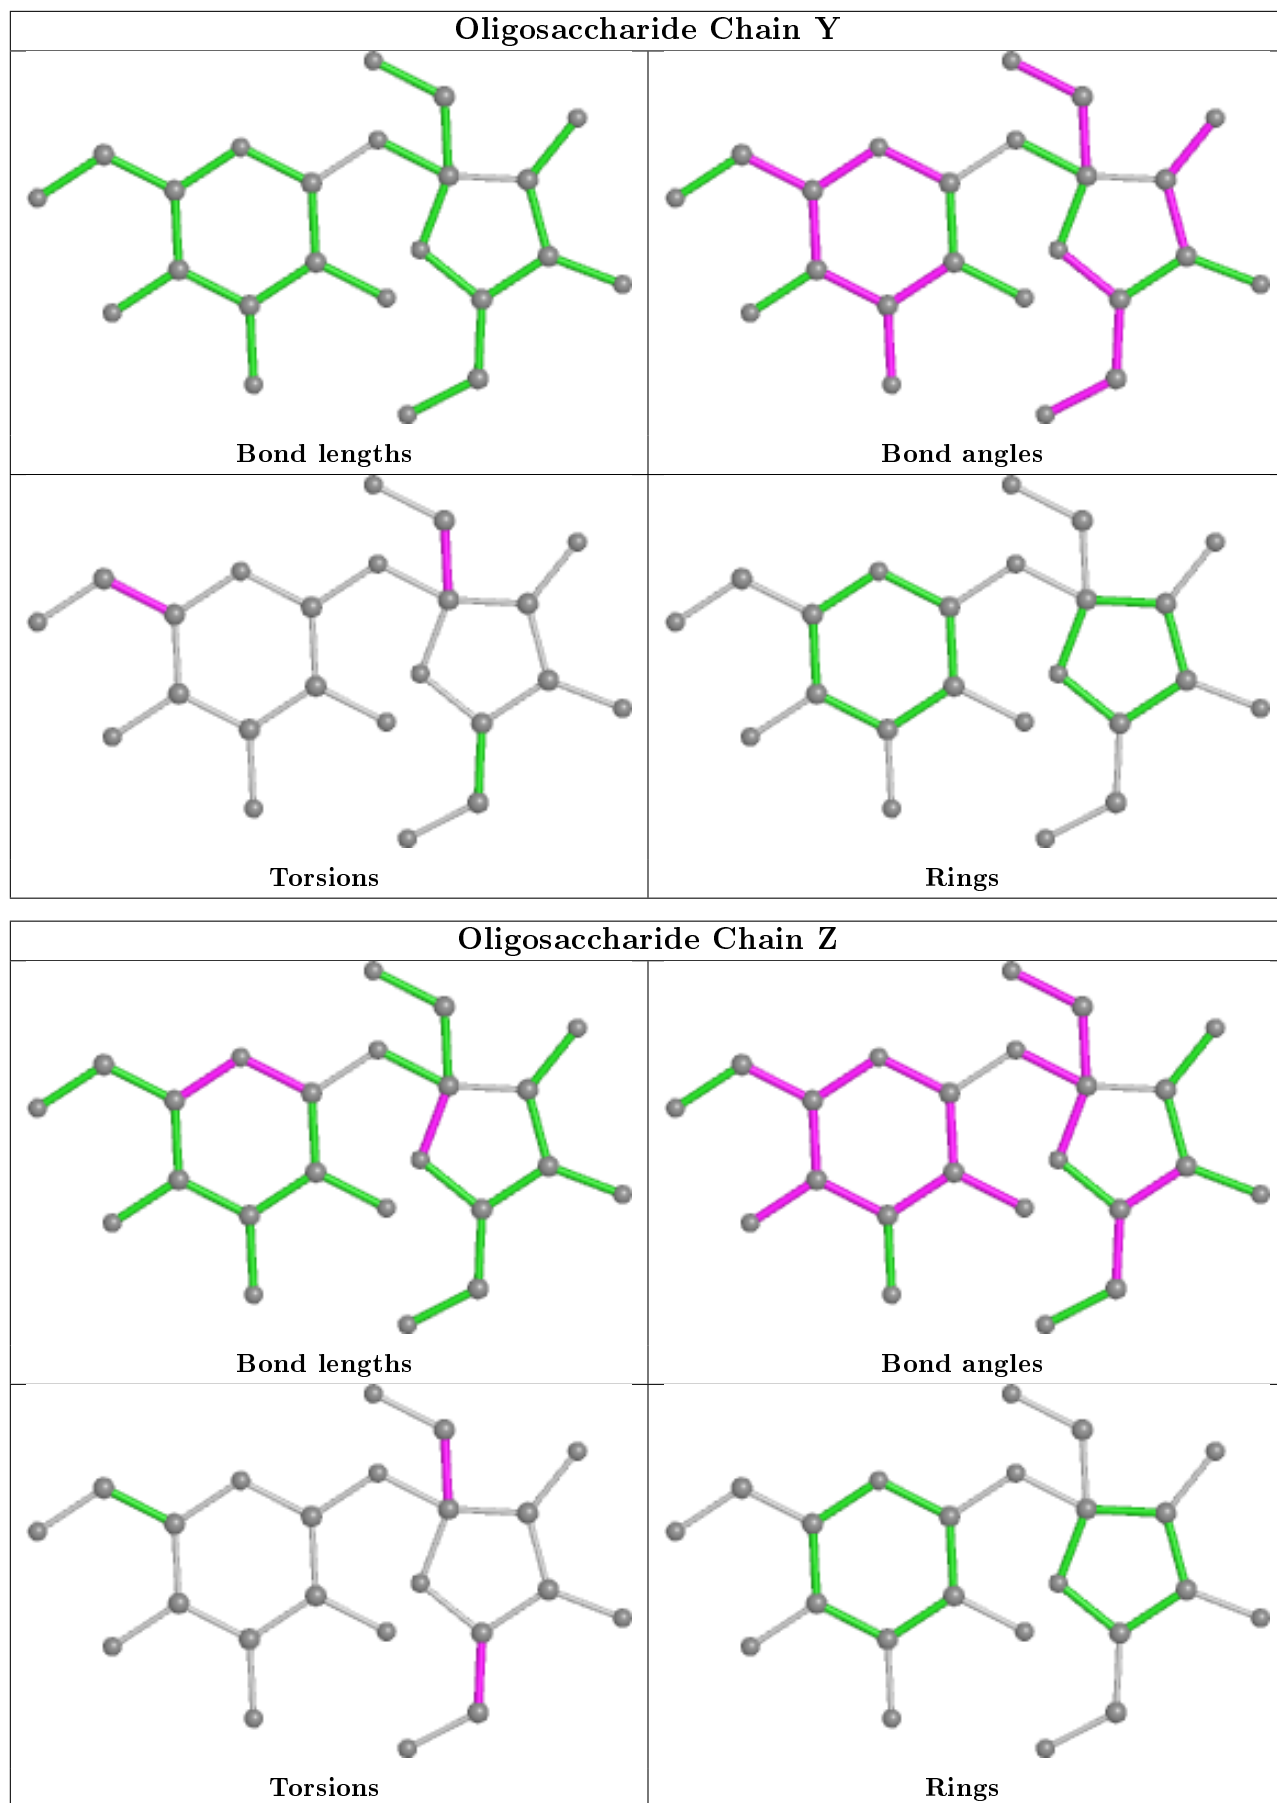 Oligosaccharide Chain Y
Bond lengths
Bond angles
Torsions
Rings
Oligosaccharide Chain Z
Bond lengths
Bond angles
Torsions
Rings